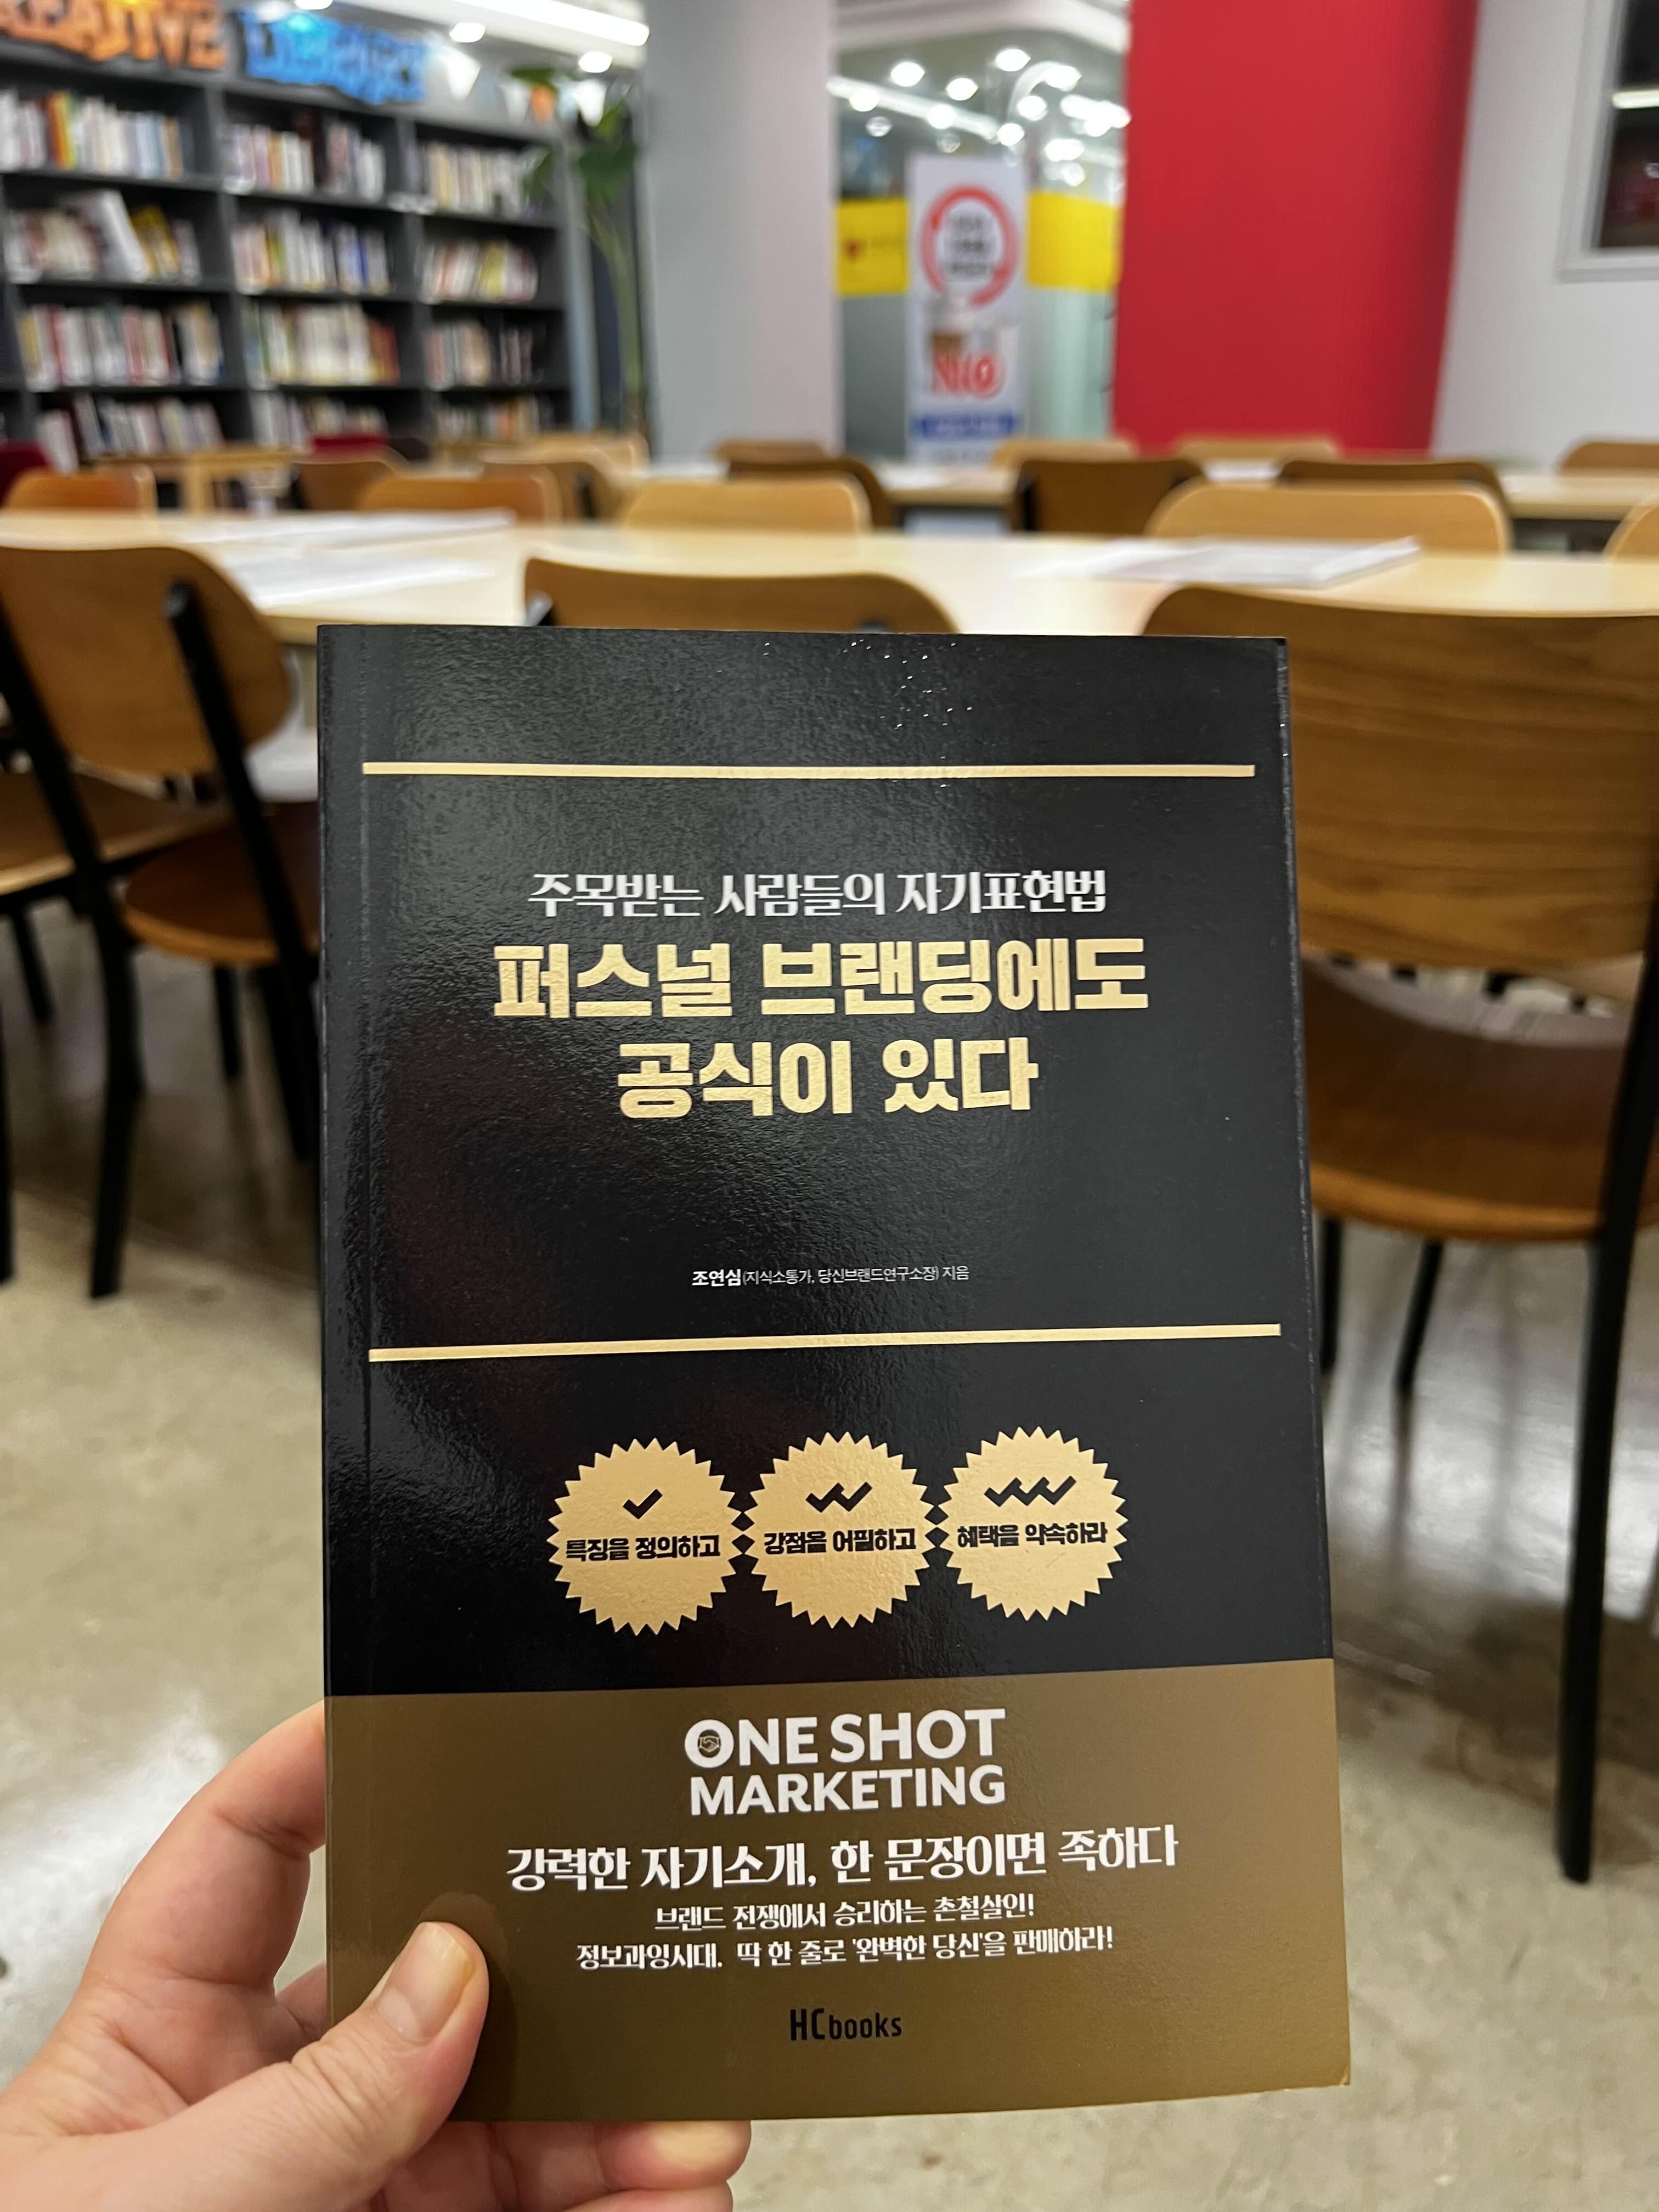 CREATIVE
LIBRARY
NO
주목받는 사람들의 자기표현법
퍼스널 브랜딩에도
공식이 있다
조연심(지식소통가, 당신브랜드연구소장) 지음
특징을 정의하고
강점을 어필하고
혜택을 약속하라
ONE SHOT
MARKETING
강력한 자기소개, 한 문장이면 족하다
브랜드 전쟁에서 승리하는 촌철살인!
정보과잉시대. 딱 한 줄로 '완벽한 당신'을 판매하라!
HCbooks